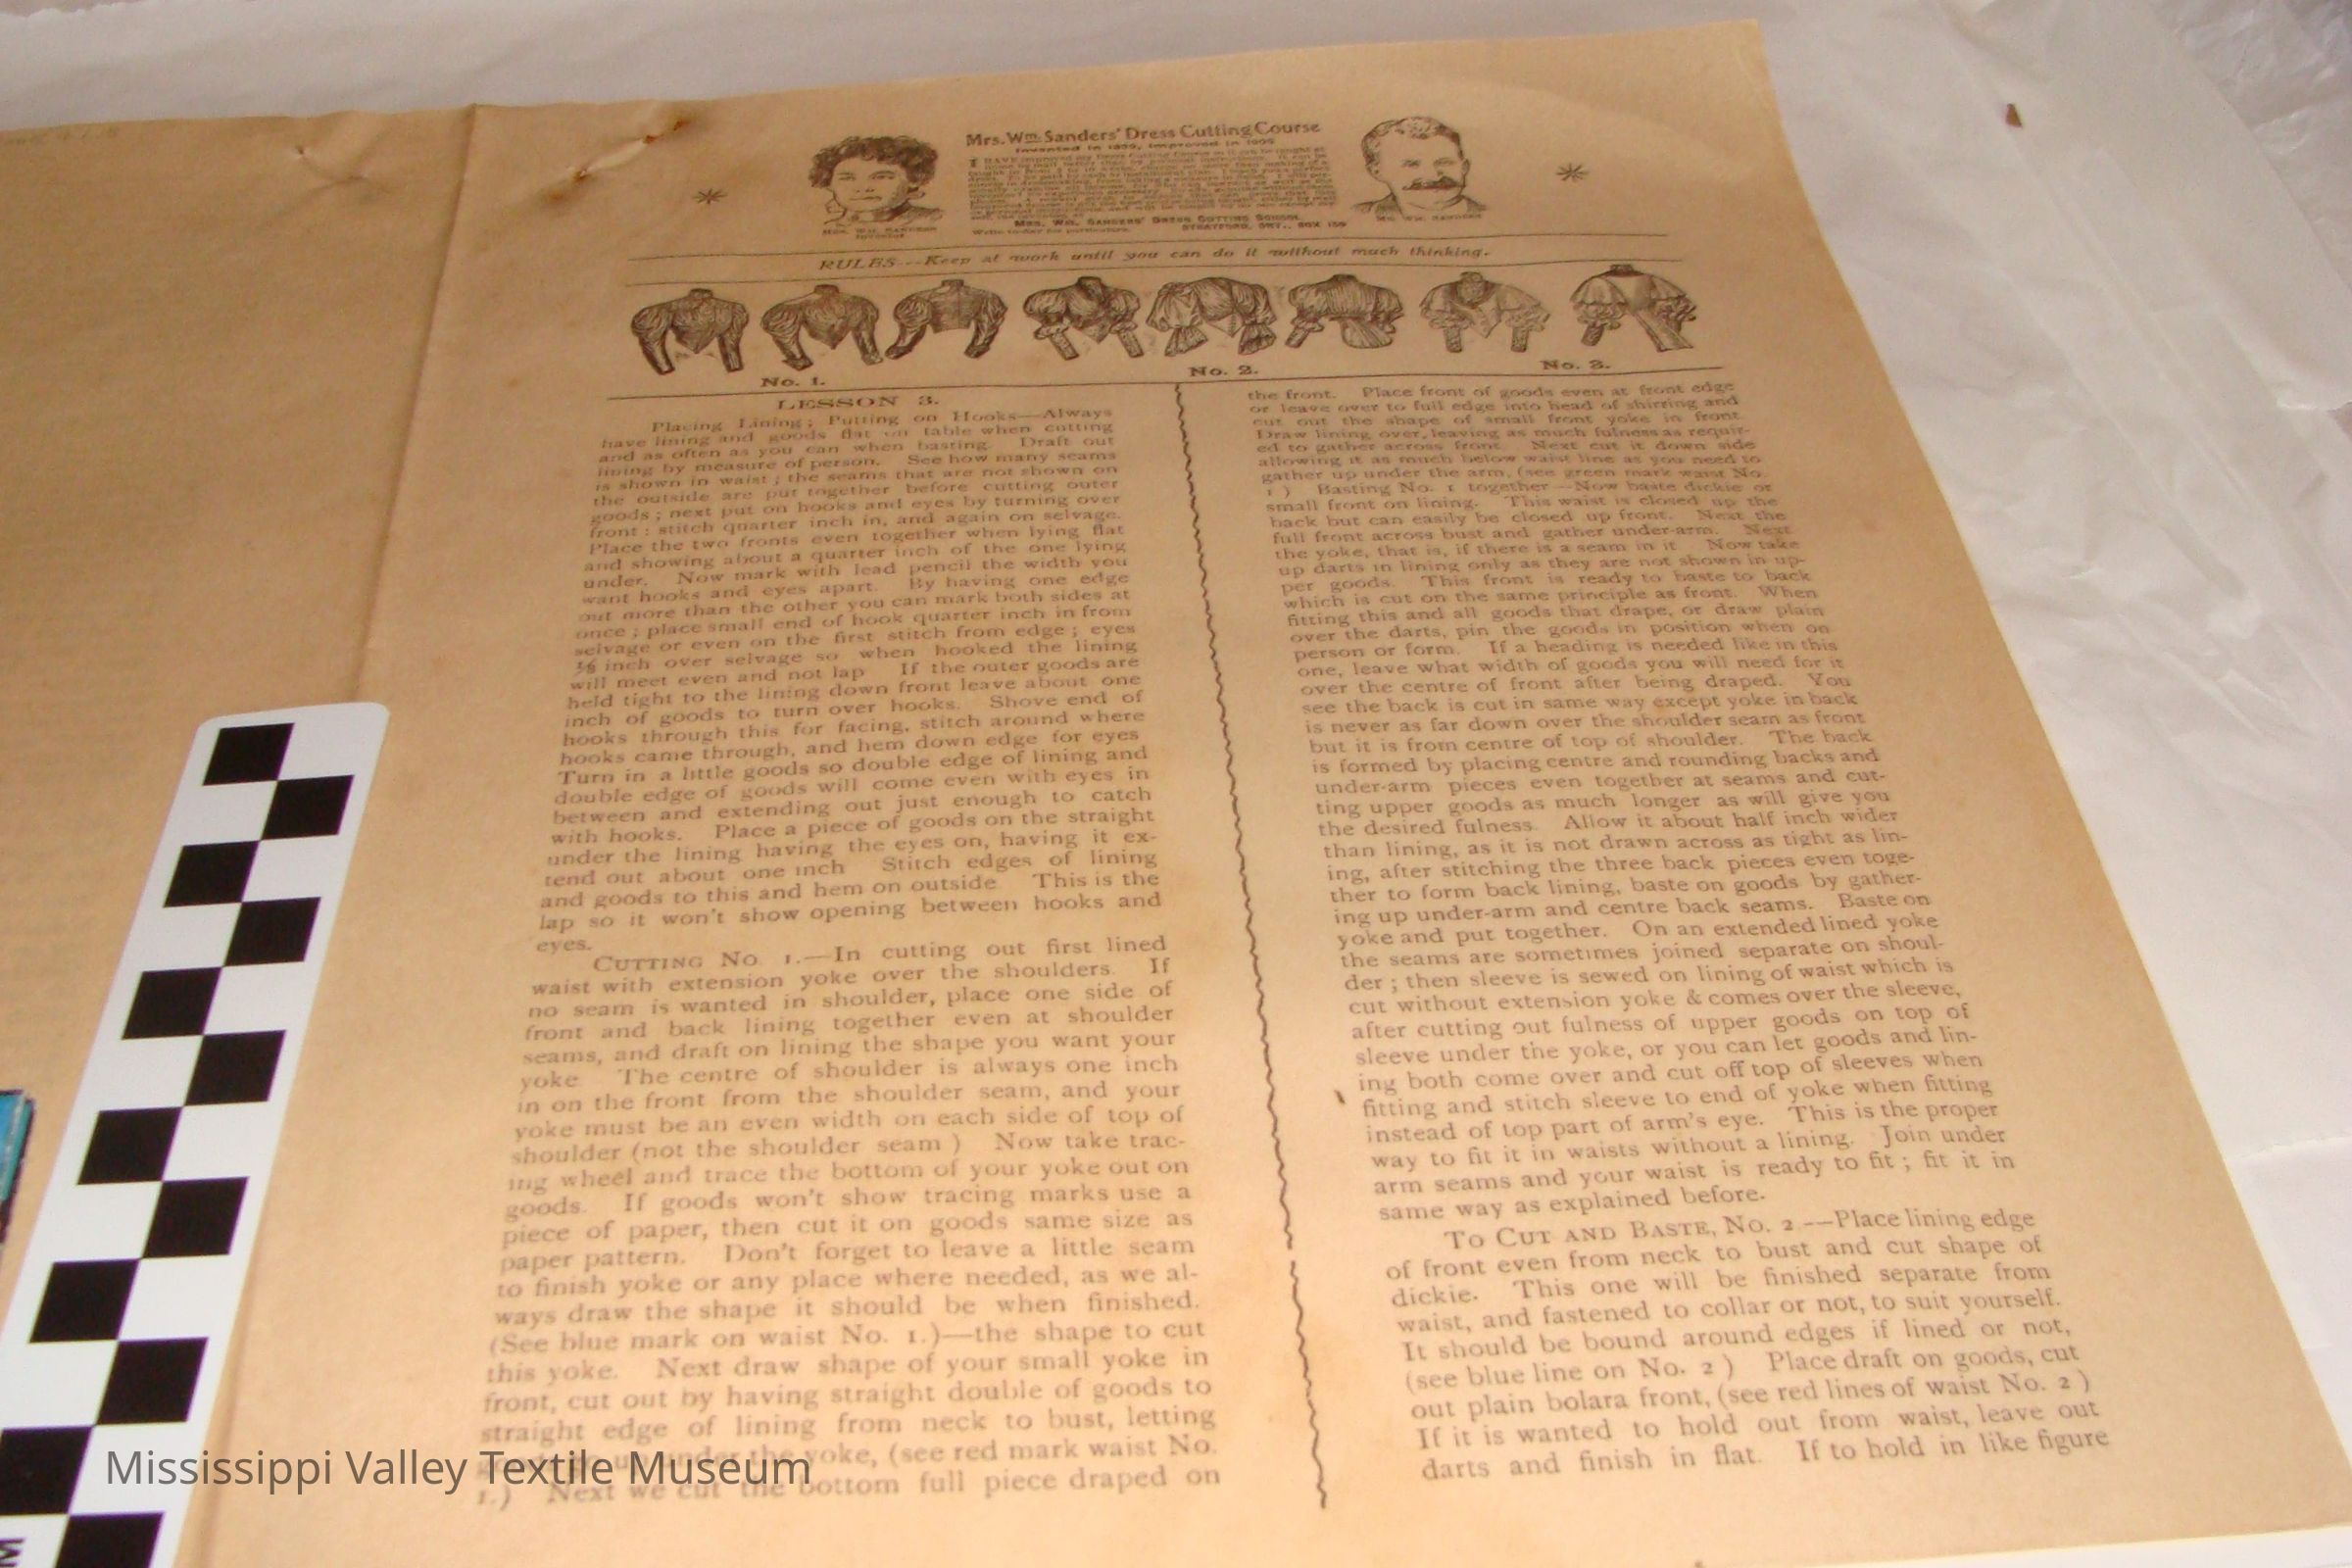 Mrs. Wm. Sanders' Dress Cutting Course
Invented in 1899, Improved in 1905
MRS. WM. SANDERS' DRESS CUTTING SCHOOL
STRATFORD, ONT., BOX 159
RULES—Keep at work until you can do it without much thinking.
No. 1.
No. 2.
No. 3.
LESSON 3.
Placing Lining; Putting on Hooks—Always
have lining and goods flat on table when cutting
and as often as you can when basting. Draft out
lining by measure of person. See how many seams
is shown in waist; the seams that are not shown on
the outside are put together before cutting outer
goods; next put on hooks and eyes by turning over
front: stitch quarter inch in, and again on selvage.
Place the two fronts even together when lying flat
and showing about a quarter inch of the one lying
under. Now mark with lead pencil the width you
want hooks and eyes apart. By having one edge
out more than the other you can mark both sides at
once; place small end of hook quarter inch in from
selvage or even on the first stitch from edge; eyes
inch over selvage so when hooked the lining
will meet even and not lap If the outer goods are
held tight to the lining down front leave about one
inch of goods to turn over hooks. Shove end of
hooks through this for facing, stitch around where
hooks came through, and hem down edge for eyes
Turn in a little goods so double edge of lining and
double edge of goods will come even with eyes in
between and extending out just enough to catch
with hooks. Place a piece of goods on the straight
under the lining having the eyes on, having it ex-
tend out about one inch Stitch edges of lining
and goods to this and hem on outside This is the
lap so it won't show opening between hooks and
eyes.
CUTTING NO. 1.—In cutting out first lined
waist with extension yoke over the shoulders. If
no seam is wanted in shoulder, place one side of
front and back lining together even at shoulder
seams, and draft on lining the shape you want your
yoke The centre of shoulder is always one inch
in on the front from the shoulder seam, and your
yoke must be an even width on each side of top of
shoulder (not the shoulder seam) Now take trac-
ing wheel and trace the bottom of your yoke out on
goods. If goods won't show tracing marks use a
piece of paper, then cut it on goods same size as
paper pattern. Don't forget to leave a little seam
to finish yoke or any place where needed, as we al-
ways draw the shape it should be when finished.
(See blue mark on waist No. 1.)—the shape to cut
this yoke. Next draw shape of your small yoke in
front, cut out by having straight double of goods to
straight edge of lining from neck to bust, letting
under the yoke, (see red mark waist No.
1.) Next we cut the bottom full piece draped on
the front. Place front of goods even at front edge
or leave over to full edge into head of shirring and
cut out the shape of small front yoke in front.
Draw lining over, leaving as much fulness as requir-
ed to gather across front. Next cut it down side
allowing it as much below waist line as you need to
gather up under the arm, (see green mark waist No.
1) Basting No. 1 together—Now baste dickie or
small front on lining. This waist is closed up the
back but can easily be closed up front. Next the
full front across bust and gather under-arm. Next
the yoke, that is, if there is a seam in it Now take
up darts in lining only as they are not shown in up-
per goods. This front is ready to baste to back
which is cut on the same principle as front. When
fitting this and all goods that drape, or draw plain
over the darts, pin the goods in position when on
person or form. If a heading is needed like in this
one, leave what width of goods you will need for it
over the centre of front after being draped. You
see the back is cut in same way except yoke in back
is never as far down over the shoulder seam as front
but it is from centre of top of shoulder. The back
is formed by placing centre and rounding backs and
under-arm pieces even together at seams and cut-
ting upper goods as much longer as will give you
the desired fulness. Allow it about half inch wider
than lining, as it is not drawn across as tight as lin-
ing, after stitching the three back pieces even toge-
ther to form back lining, baste on goods by gather-
ing up under-arm and centre back seams. Baste on
yoke and put together. On an extended lined yoke
the seams are sometimes joined separate on shoul-
der; then sleeve is sewed on lining of waist which is
cut without extension yoke & comes over the sleeve,
after cutting out fulness of upper goods on top of
sleeve under the yoke, or you can let goods and lin-
ing both come over and cut off top of sleeves when
fitting and stitch sleeve to end of yoke when fitting
instead of top part of arm's eye. This is the proper
way to fit it in waists without a lining. Join under
arm seams and your waist is ready to fit; fit it in
same way as explained before.
TO CUT AND BASTE, NO. 2—Place lining edge
of front even from neck to bust and cut shape of
dickie. This one will be finished separate from
waist, and fastened to collar or not, to suit yourself.
It should be bound around edges if lined or not,
(see blue line on No. 2) Place draft on goods, cut
out plain bolara front, (see red lines of waist No. 2)
If it is wanted to hold out from waist, leave out
darts and finish in flat. If to hold in like figure
Mississippi Valley Textile Museum